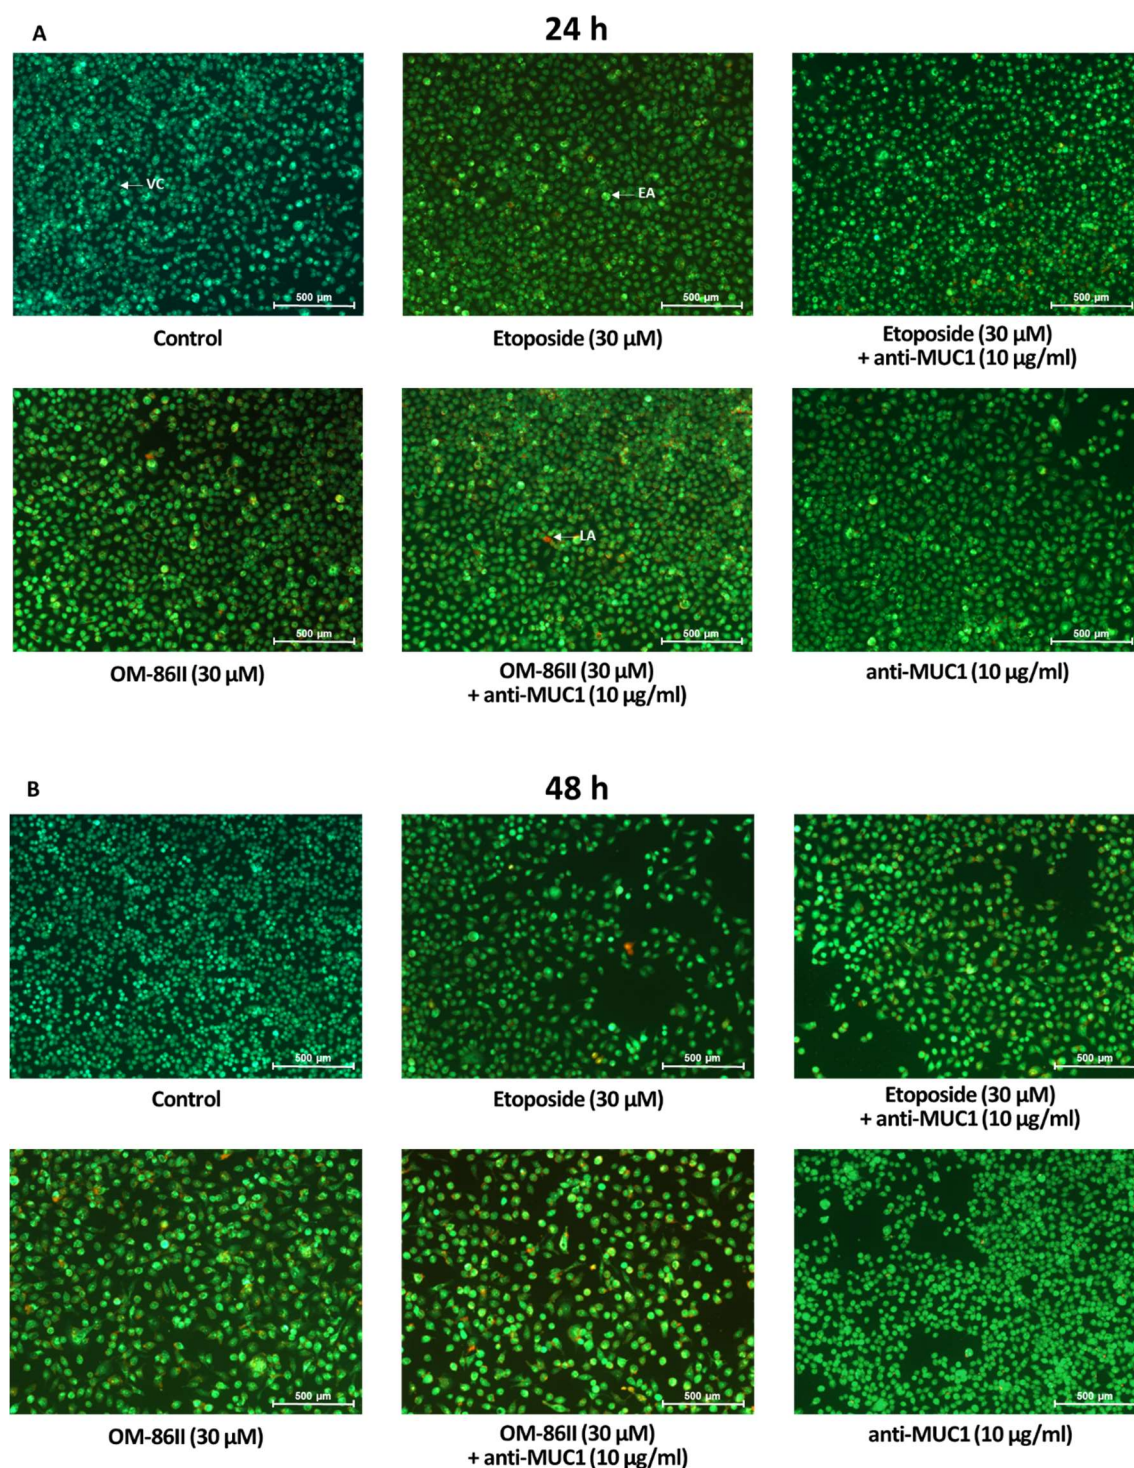 A
24 h
VC
500 µm
EA
500 µm
500 µm
Control
Etoposide (30 µM)
Etoposide (30 µM)
+ anti-MUC1 (10 µg/ml)
500 µm
LA
500 µm
500 µm
OM-86II (30 µM)
OM-86II (30 µM)
+ anti-MUC1 (10 µg/ml)
anti-MUC1 (10 µg/ml)
B
48 h
500 µm
500 µm
500 µm
Control
Etoposide (30 µM)
Etoposide (30 µM)
+ anti-MUC1 (10 µg/ml)
500 µm
500 µm
500 µm
OM-86II (30 µM)
OM-86II (30 µM)
+ anti-MUC1 (10 µg/ml)
anti-MUC1 (10 µg/ml)